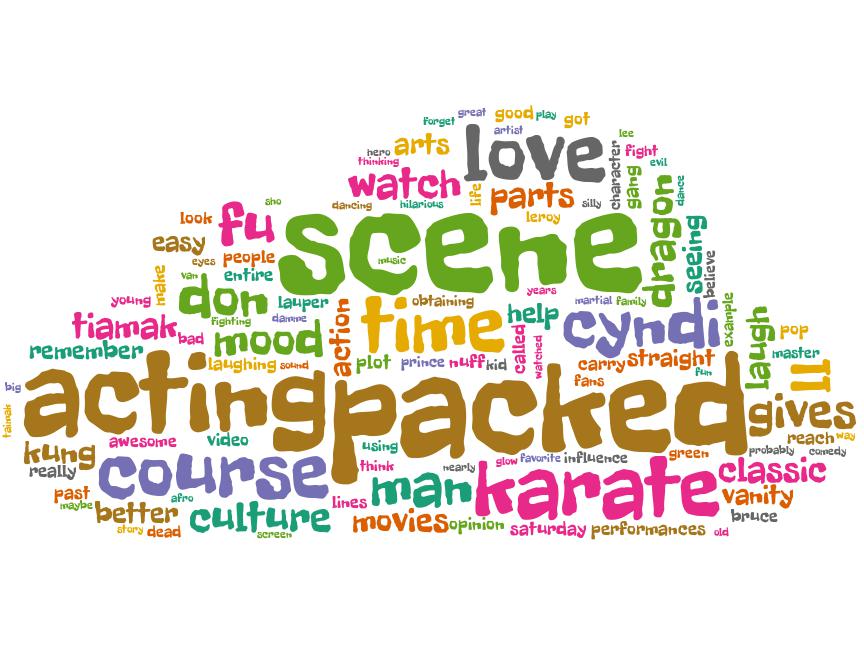 great
good
play
forget
got
artist
hero
arts
love
lee
thinking
fight
character
evil
watch
life
parts
gang
dance
sho
dancing
hilarious
silly
look
fu
leroy
dragon
scene
easy
seeing
eyes
people
music
believe
van
entire
make
don
years
young
lauper
obtaining
martial
family
example
fighting
damme
action
time
help
cyndi
laugh
tiamak
bad
mood
called
watched
pop
remember
laughing
sound
plot
prince
nuff
kid
carry
straight
master
fun
II
big
acting
packed
fans
taimak
gives
reach
way
kung
awesome
video
using
green
probably
comedy
really
course
think
nearly
glow
favorite
influence
classic
past
afro
lines
man
karate
vanity
maybe
better
culture
movies
opinion
saturday
performances
old
bruce
story
dead
screen